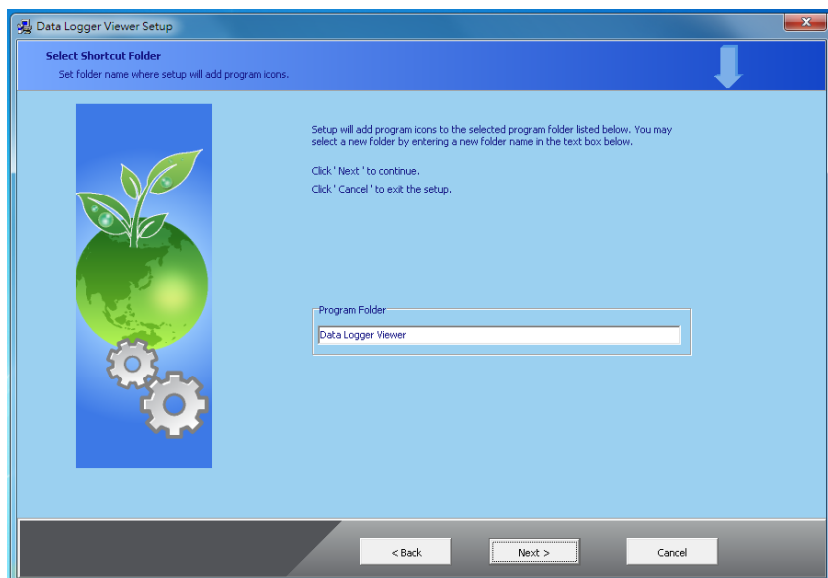 Data Logger Viewer Setup
Select Shortcut Folder
Set folder name where setup will add program icons.
Setup will add program icons to the selected program folder listed below. You may
select a new folder by entering a new folder name in the text box below.
Click ' Next ' to continue.
Click ' Cancel ' to exit the setup.
Program Folder
Data Logger Viewer
< Back
Next >
Cancel